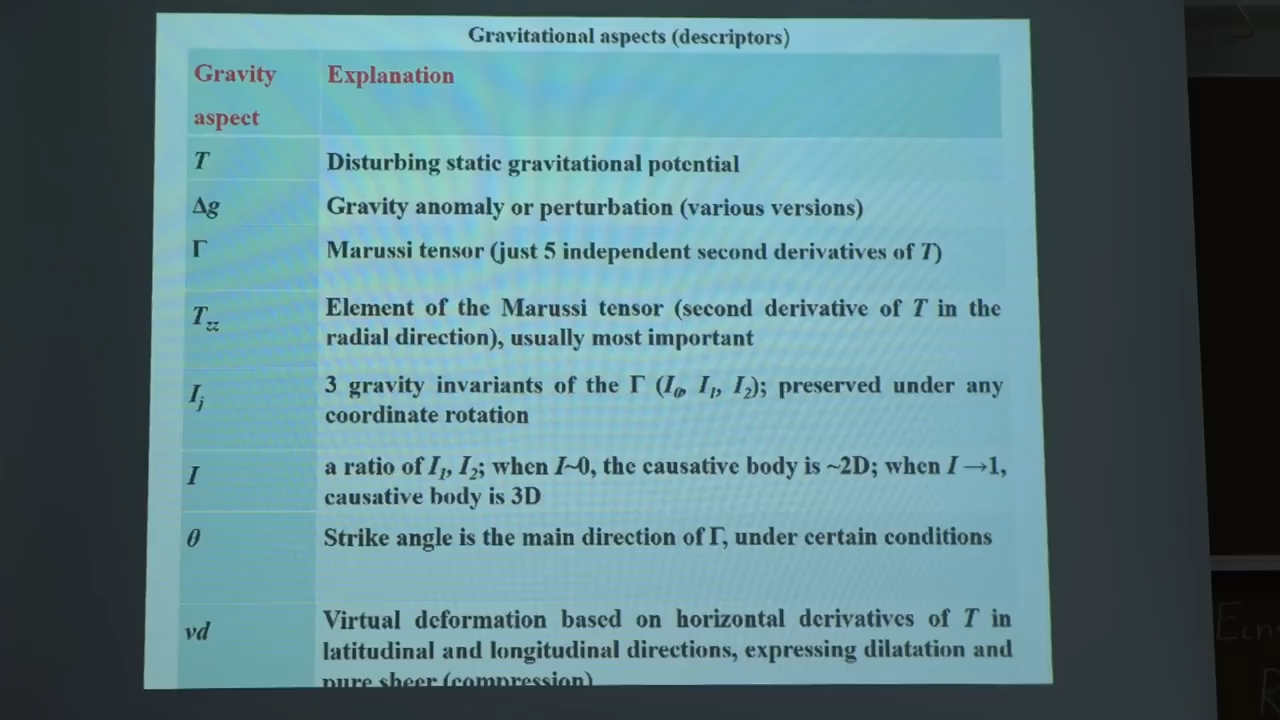 Gravitational aspects (descriptors)
Gravity
aspect
Explanation
T
Disturbing static gravitational potential
Δg
Gravity anomaly or perturbation (various versions)
Γ
Marussi tensor (just 5 independent second derivatives of T)
Tzz
Element of the Marussi tensor (second derivative of T in the
radial direction), usually most important
Ij
3 gravity invariants of the Γ (I0, I1, I2); preserved under any
coordinate rotation
I
a ratio of I1, I2; when I~0, the causative body is ~2D; when I →1,
causative body is 3D
θ
Strike angle is the main direction of Γ, under certain conditions
vd
Virtual deformation based on horizontal derivatives of T in
latitudinal and longitudinal directions, expressing dilatation and
pure sheer (compression)